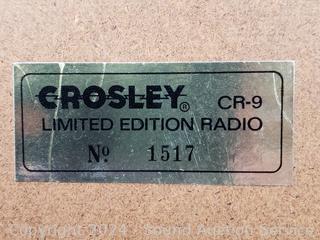 CROSLEY® CR-9
LIMITED EDITION RADIO
Nº 1517
Copyright 2024 - Sound Auction Service